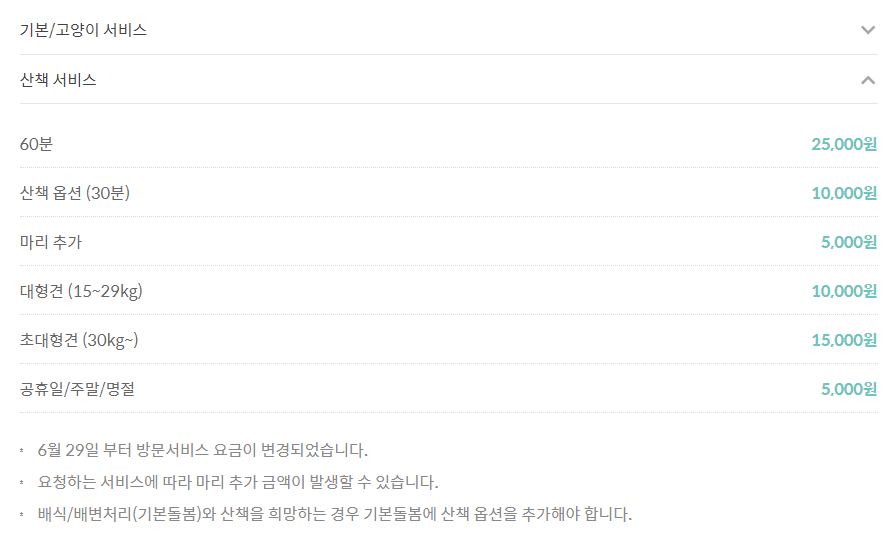 기본/고양이 서비스
산책 서비스
60분 25,000원
산책 옵션 (30분) 10,000원
마리 추가 5,000원
대형견 (15~29kg) 10,000원
초대형견 (30kg~) 15,000원
공휴일/주말/명절 5,000원
* 6월 29일 부터 방문서비스 요금이 변경되었습니다.
* 요청하는 서비스에 따라 마리 추가 금액이 발생할 수 있습니다.
* 배식/배변처리(기본돌봄)와 산책을 희망하는 경우 기본돌봄에 산책 옵션을 추가해야 합니다.